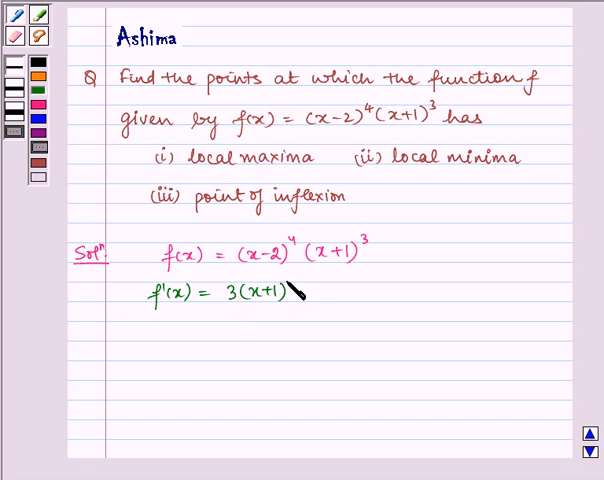 Ashima
Q Find the points at which the function f
given by f(x) = (x-2)⁴(x+1)³ has
(i) local maxima (ii) local minima
(iii) point of inflexion
Solⁿ. f(x) = (x-2)⁴ (x+1)³
f'(x) = 3(x+1)